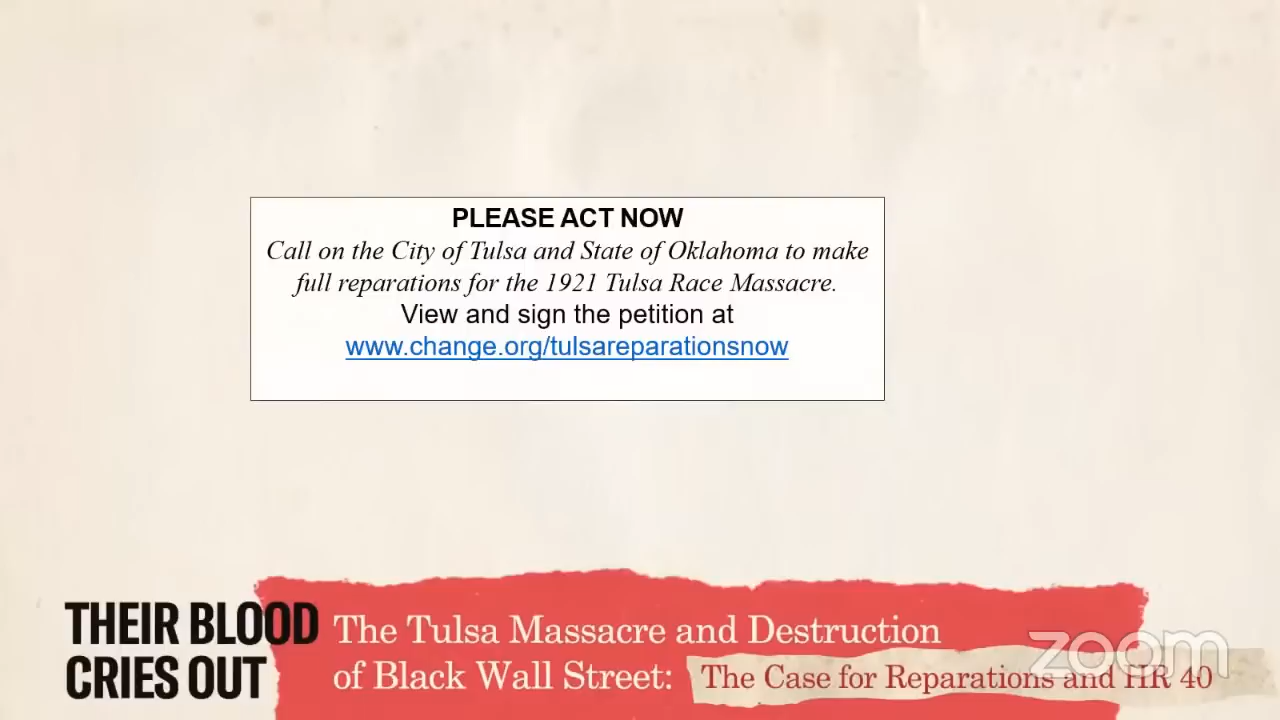 PLEASE ACT NOW
Call on the City of Tulsa and State of Oklahoma to make
full reparations for the 1921 Tulsa Race Massacre.
View and sign the petition at
www.change.org/tulsareparationsnow
THEIR BLOOD
CRIES OUT
The Tulsa Massacre and Destruction
of Black Wall Street: The Case for Reparations and HR 40
zoom